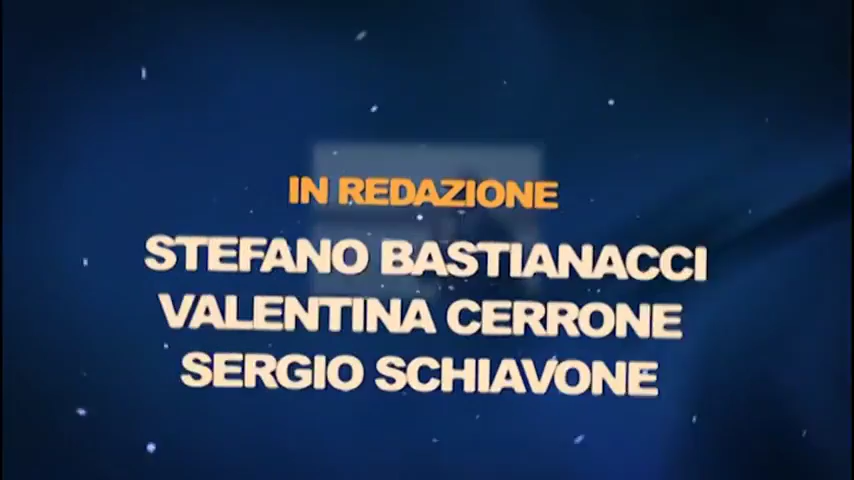 IN REDAZIONE
STEFANO BASTIANACCI
VALENTINA CERRONE
SERGIO SCHIAVONE